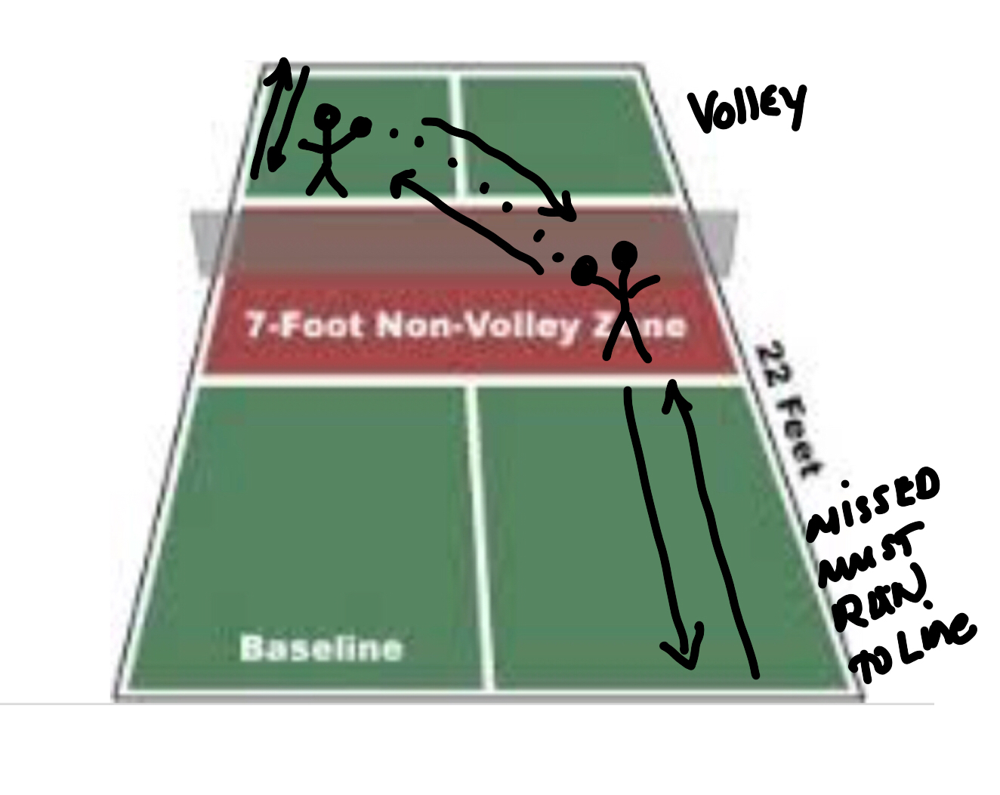 Volley
7-Foot Non-Volley Zone
22 Feet
MISSED
MUST
RUN.
TO LINE
Baseline